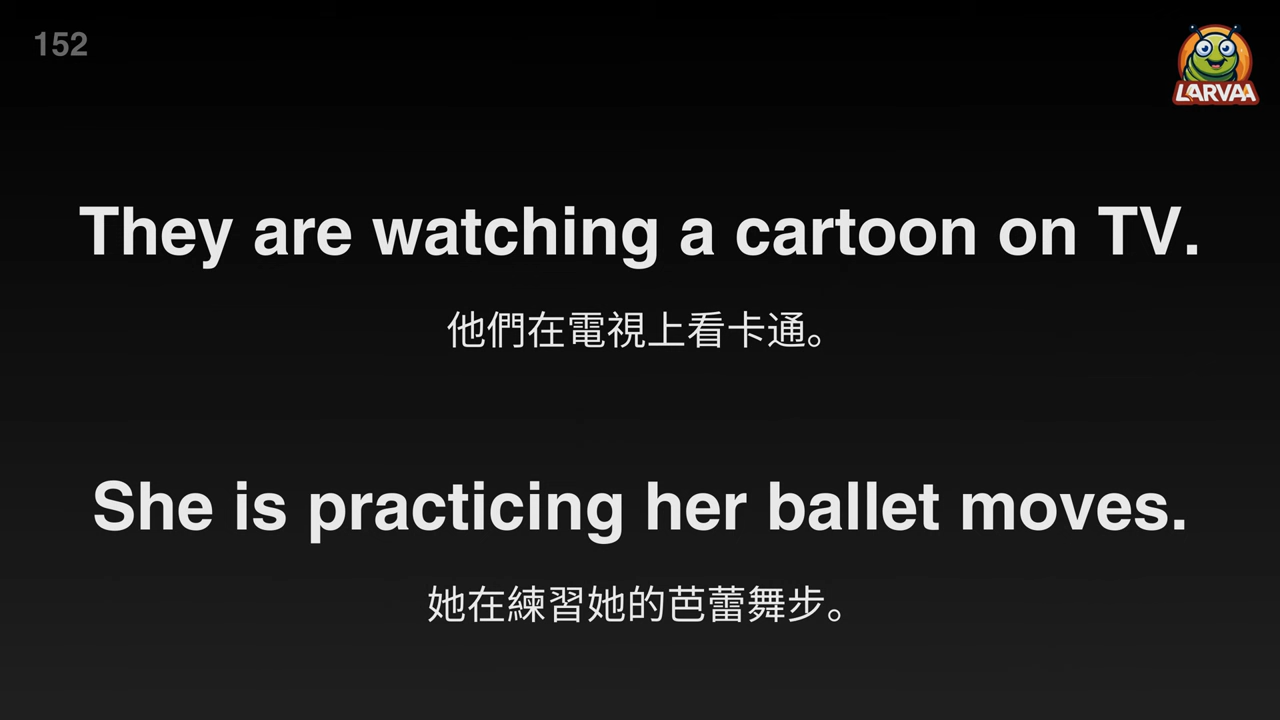 152
LARVAA
They are watching a cartoon on TV.
他們在電視上看卡通。
She is practicing her ballet moves.
她在練習她的芭蕾舞步。